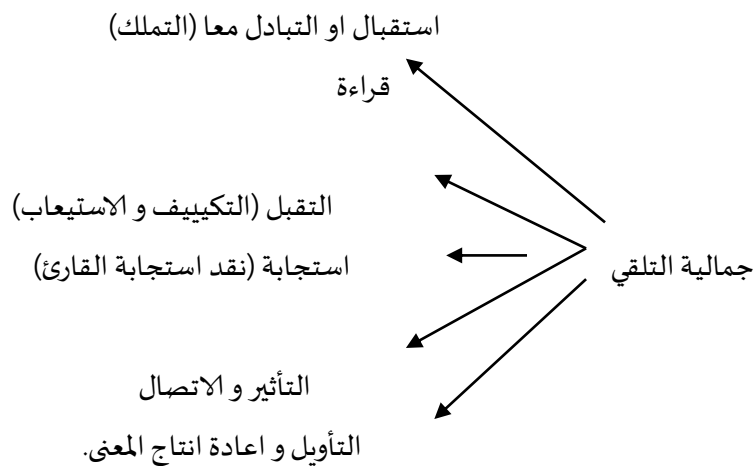 استقبال او التبادل معا (التملك)
قراءة
التقبل (التكيييف و الاستيعاب)
استجابة (نقد استجابة القارئ)
جمالية التلقي
التأثير و الاتصال
التأويل و اعادة انتاج المعنى.